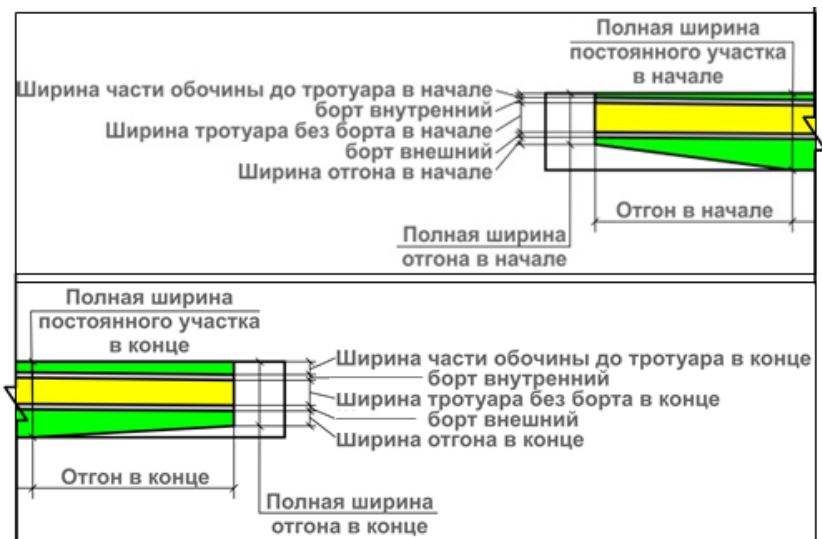 Полная ширина
постоянного участка
в начале
Ширина части обочины до тротуара в начале
борт внутренний
Ширина тротуара без борта в начале
борт внешний
Ширина отгона в начале
Отгон в начале
Полная ширина
отгона в начале
Полная ширина
постоянного участка
в конце
Ширина части обочины до тротуара в конце
борт внутренний
Ширина тротуара без борта в конце
борт внешний
Ширина отгона в конце
Отгон в конце
Полная ширина
отгона в конце